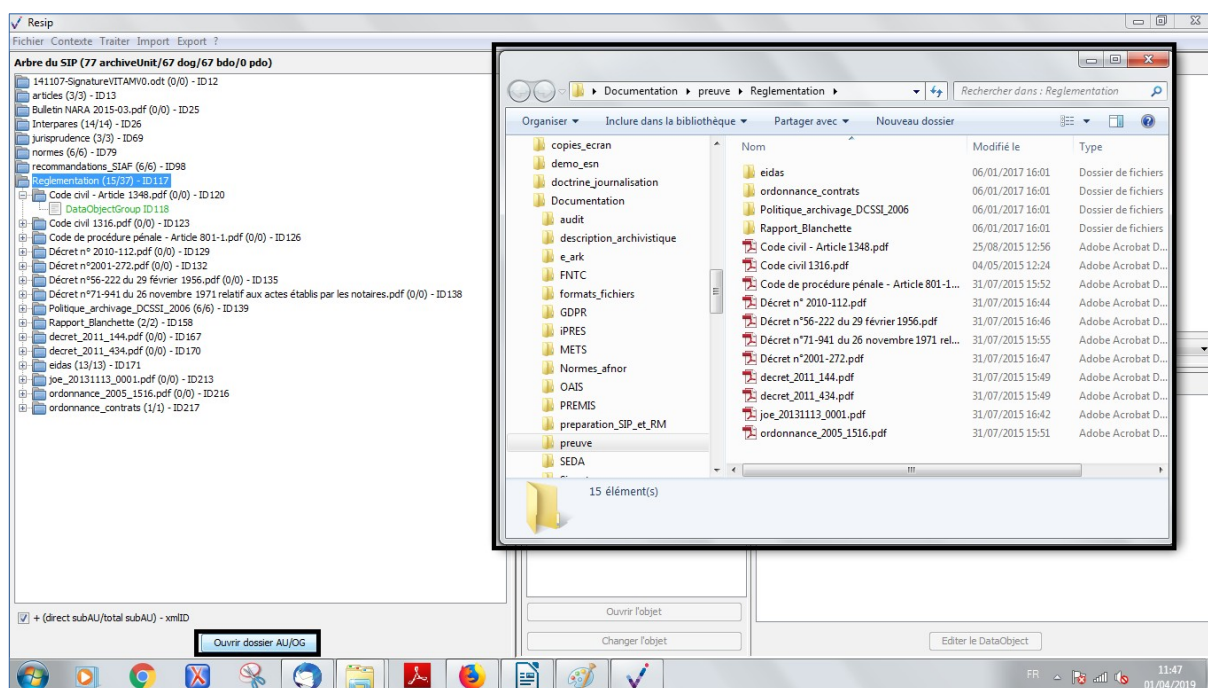 Resip
Fichier Contexte Traiter Import Export ?
Arbre du SIP (77 archiveUnit/67 dog/67 bdo/0 pdo)
141107-SignatureVITAMV0.odt (0/0) - ID12
articles (3/3) - ID13
Bulletin NARA 2015-03.pdf (0/0) - ID25
Interpares (14/14) - ID26
jurisprudence (3/3) - ID69
normes (6/6) - ID79
recommandations_SIAF (6/6) - ID98
Reglementation (15/37) - ID117
Code civil - Article 1348.pdf (0/0) - ID120
DataObjectGroup ID118
Code civil 1316.pdf (0/0) - ID123
Code de procédure pénale - Article 801-1.pdf (0/0) - ID126
Décret n° 2010-112.pdf (0/0) - ID129
Décret n°2001-272.pdf (0/0) - ID132
Décret n°56-222 du 29 février 1956.pdf (0/0) - ID135
Décret n°71-941 du 26 novembre 1971 relatif aux actes établis par les notaires.pdf (0/0) - ID138
Politique_archivage_DCSSI_2006 (6/6) - ID139
Rapport_Blanchette (2/2) - ID158
decret_2011_144.pdf (0/0) - ID167
decret_2011_434.pdf (0/0) - ID170
eidas (13/13) - ID171
joe_20131113_0001.pdf (0/0) - ID213
ordonnance_2005_1516.pdf (0/0) - ID216
ordonnance_contrats (1/1) - ID217
+ (direct subAU/total subAU) - xmlID
Ouvrir dossier AU/OG
Documentation preuve Reglementation
Rechercher dans : Reglementation
Organiser Inclure dans la bibliothèque Partager avec Nouveau dossier
copies_ecran
demo_esn
doctrine_journalisation
Documentation
audit
description_archivistique
e_ark
FNTC
formats_fichiers
GDPR
iPRES
METS
Normes_afnor
OAIS
PREMIS
preparation_SIP_et_RM
preuve
SEDA
Nom Modifié le Type
eidas 06/01/2017 16:01 Dossier de fichiers
ordonnance_contrats 06/01/2017 16:01 Dossier de fichiers
Politique_archivage_DCSSI_2006 06/01/2017 16:01 Dossier de fichiers
Rapport_Blanchette 06/01/2017 16:01 Dossier de fichiers
Code civil - Article 1348.pdf 25/08/2015 12:56 Adobe Acrobat D...
Code civil 1316.pdf 04/05/2015 12:24 Adobe Acrobat D...
Code de procédure pénale - Article 801-1... 31/07/2015 15:52 Adobe Acrobat D...
Décret n° 2010-112.pdf 31/07/2015 16:44 Adobe Acrobat D...
Décret n°56-222 du 29 février 1956.pdf 31/07/2015 16:46 Adobe Acrobat D...
Décret n°71-941 du 26 novembre 1971 rel... 31/07/2015 15:55 Adobe Acrobat D...
Décret n°2001-272.pdf 31/07/2015 16:47 Adobe Acrobat D...
decret_2011_144.pdf 31/07/2015 15:49 Adobe Acrobat D...
decret_2011_434.pdf 31/07/2015 15:49 Adobe Acrobat D...
joe_20131113_0001.pdf 31/07/2015 16:42 Adobe Acrobat D...
ordonnance_2005_1516.pdf 31/07/2015 15:51 Adobe Acrobat D...
15 élément(s)
Ouvrir l'objet
Changer l'objet
Editer le DataObject
FR
11:47
01/04/2019